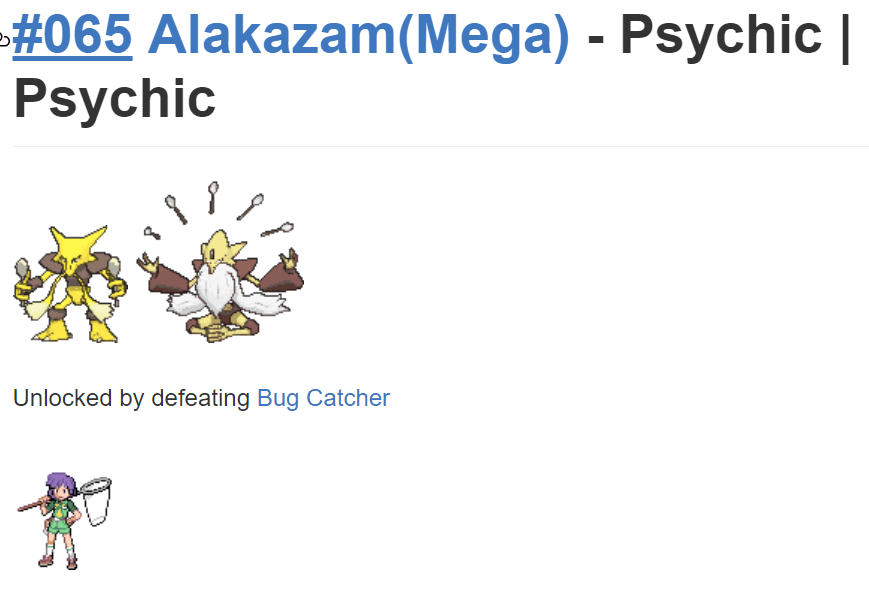 #065 Alakazam(Mega) - Psychic |
Psychic
Unlocked by defeating Bug Catcher